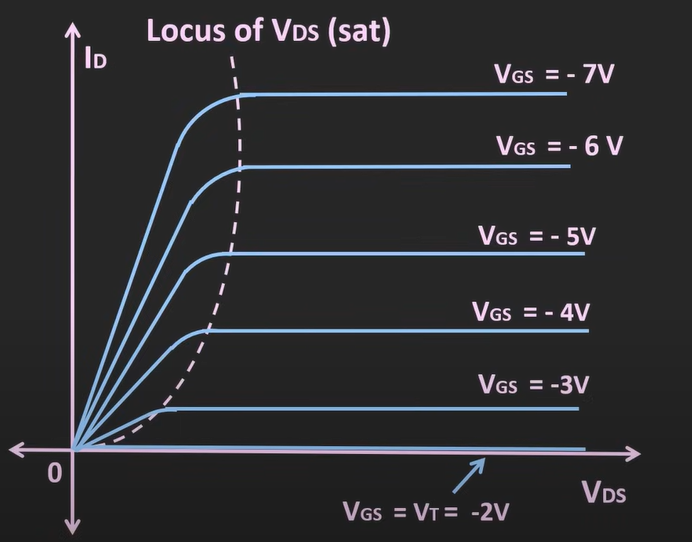 Locus of VDS (sat)
ID
VGS = - 7V
VGS = - 6 V
VGS = - 5V
VGS = - 4V
VGS = -3V
0
VDS
VGS = VT = -2V